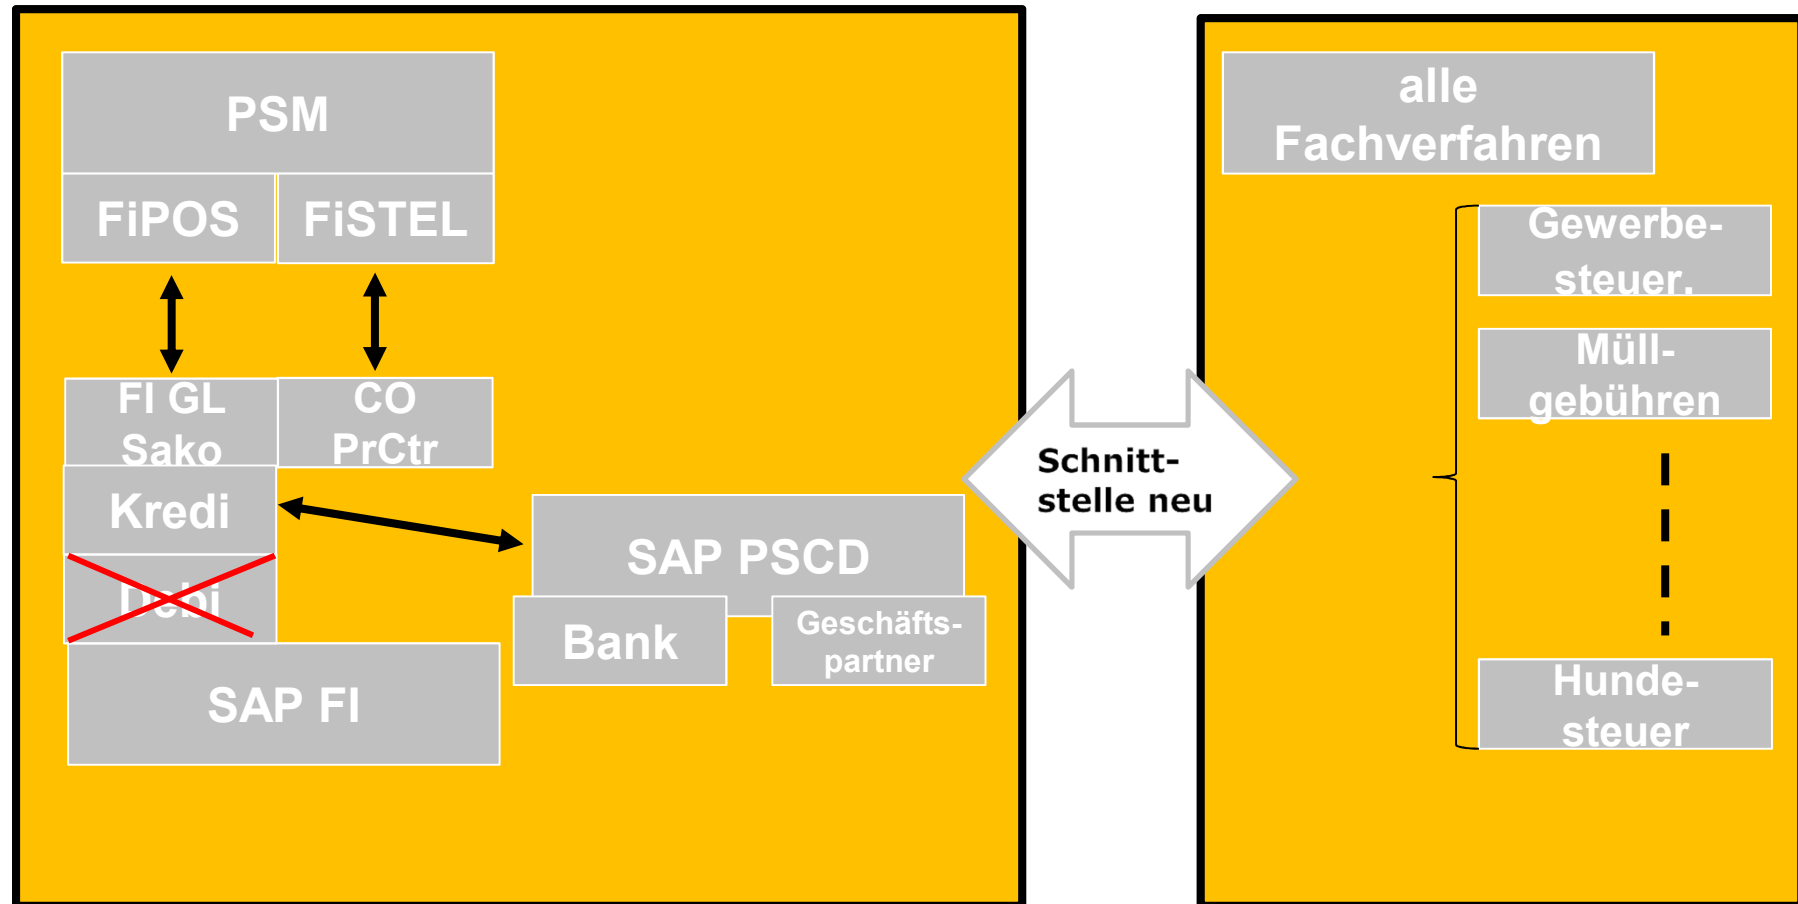 PSM
FiPOS
FiSTEL
FI GL
Sako
CO
PrCtr
Kredi
Debi
SAP FI
SAP PSCD
Bank
Geschäfts-
partner
Schnitt-
stelle neu
alle
Fachverfahren
Gewerbe-
steuer.
Müll-
gebühren
Hunde-
steuer